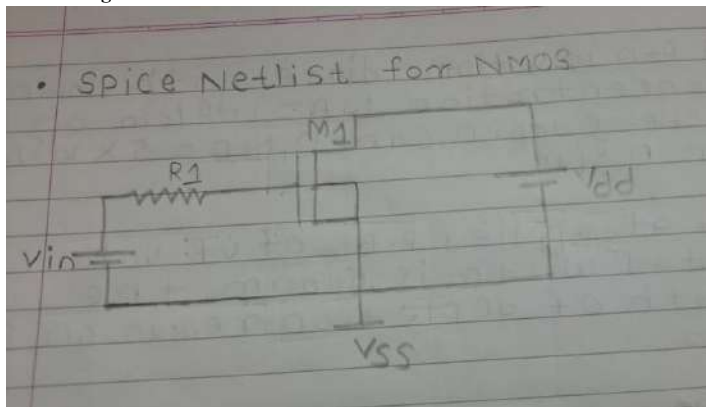 • Spice Netlist for NMOS
M1
R1
Vdd
Vin
VSS